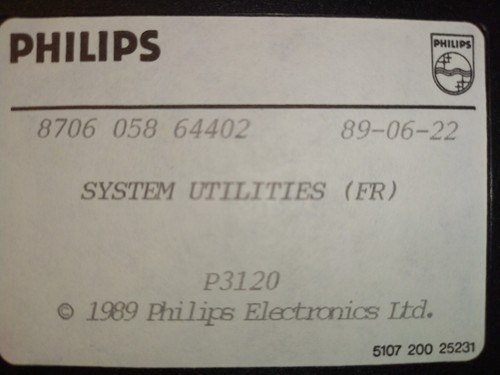 PHILIPS
PHILIPS
8706 058 64402 89-06-22
SYSTEM UTILITIES (FR)
P3120
© 1989 Philips Electronics Ltd.
5107 200 25231